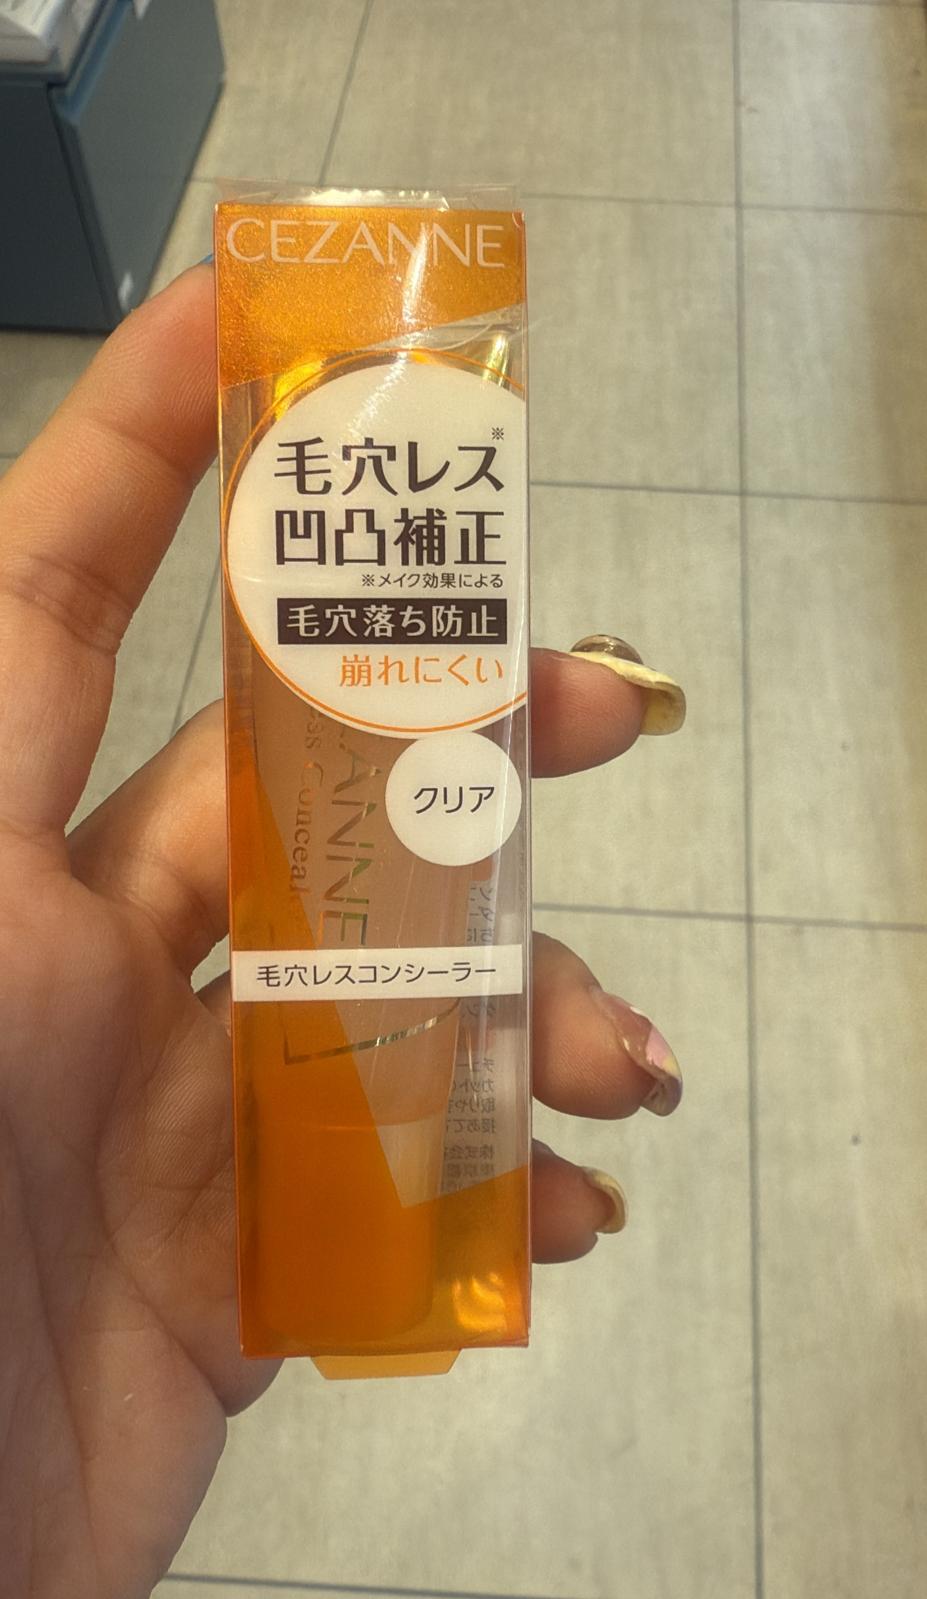 CEZANNE
毛穴レス※
凹凸補正
※メイク効果による
毛穴落ち防止
崩れにくい
クリア
毛穴レスコンシーラー